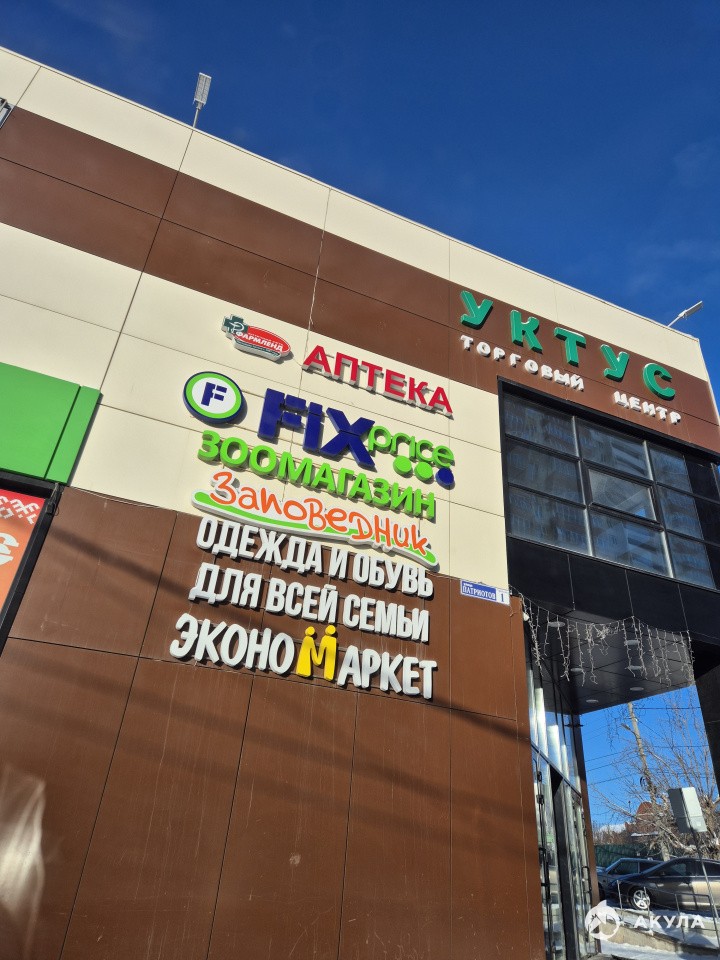 УКТУС
ТОРГОВЫЙ ЦЕНТР
ФАРМЛЕНД
АПТЕКА
F FiX price
ЗООМАГАЗИН
Заповедник
ОДЕЖДА И ОБУВЬ
ДЛЯ ВСЕЙ СЕМЬИ
ЭКОНОМАРКЕТ
ПАТРИОТОВ 1
АКУЛА